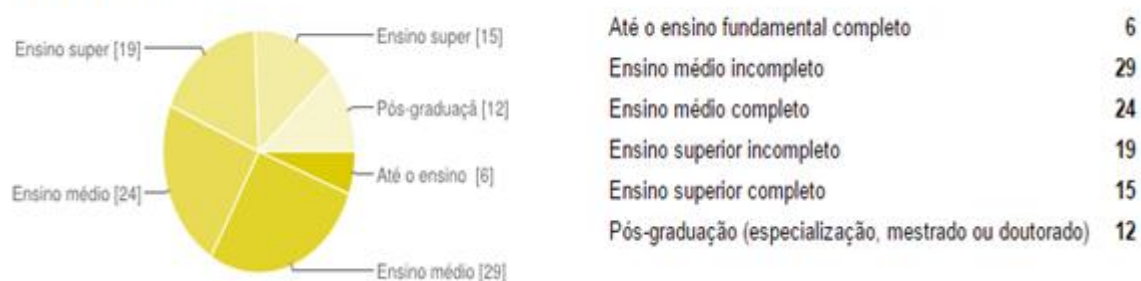 Ensino super [19]
Ensino super [15]
Pós-graduaçã [12]
Até o ensino [6]
Ensino médio [24]
Ensino médio [29]
Até o ensino fundamental completo 6
Ensino médio incompleto 29
Ensino médio completo 24
Ensino superior incompleto 19
Ensino superior completo 15
Pós-graduação (especialização, mestrado ou doutorado) 12